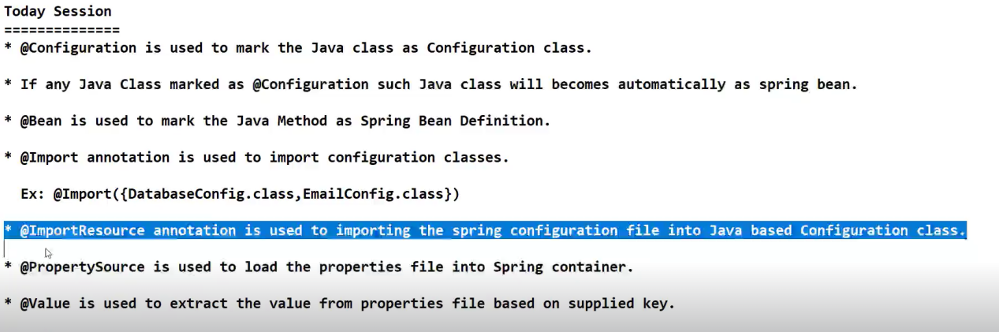 Today Session
==============
* @Configuration is used to mark the Java class as Configuration class.
* If any Java Class marked as @Configuration such Java class will becomes automatically as spring bean.
* @Bean is used to mark the Java Method as Spring Bean Definition.
* @Import annotation is used to import configuration classes.
Ex: @Import({DatabaseConfig.class,EmailConfig.class})
* @ImportResource annotation is used to importing the spring configuration file into Java based Configuration class.
* @PropertySource is used to load the properties file into Spring container.
* @Value is used to extract the value from properties file based on supplied key.